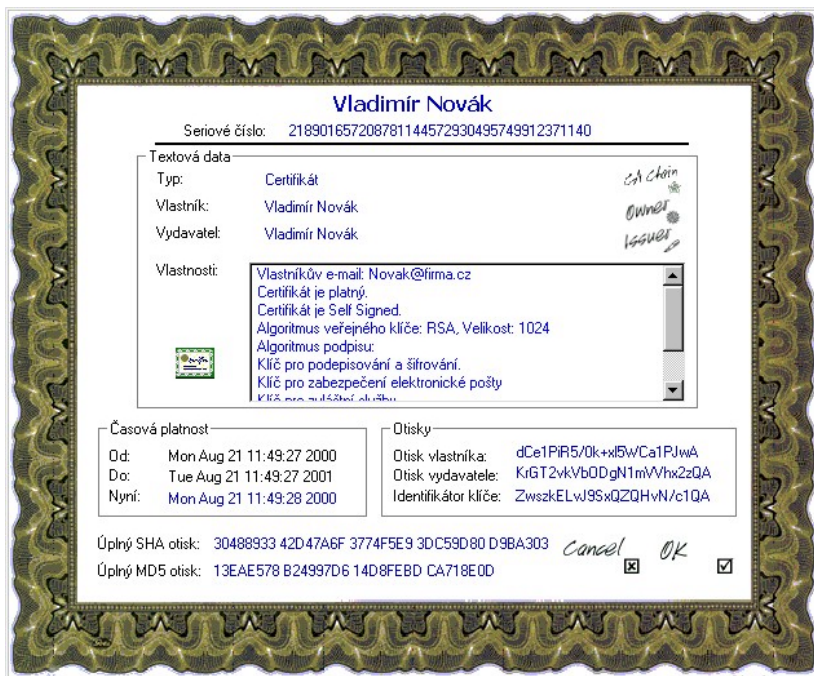 Vladimír Novák
Seriové číslo: 218901657208781144572930495749912371140
Textová data
Typ: Certifikát
CA Chain
Vlastník: Vladimír Novák
Owner
Vydavatel: Vladimír Novák
Issuer
Vlastnosti:
Vlastníkův e-mail: Novak@firma.cz
Certifikát je platný.
Certifikát je Self Signed.
Algoritmus veřejného klíče: RSA, Velikost: 1024
Algoritmus podpisu:
Klíč pro podepisování a šifrování.
Klíč pro zabezpečení elektronické pošty
Klíč pro zvláštní službu
Časová platnost
Od: Mon Aug 21 11:49:27 2000
Do: Tue Aug 21 11:49:27 2001
Nyní: Mon Aug 21 11:49:28 2000
Otisky
Otisk vlastníka: dCe1PiR5/0k+xl5WCa1PJwA
Otisk vydavatele: KrGT2vkVbODgN1mVVhx2zQA
Identifikátor klíče: ZwszkELvJ9SxQZQHvN/c1QA
Úplný SHA otisk: 30488933 42D47A6F 3774F5E9 3DC59D80 D9BA303
Úplný MD5 otisk: 13EAE578 B24997D6 14D8FEBD CA718E0D
Cancel
OK